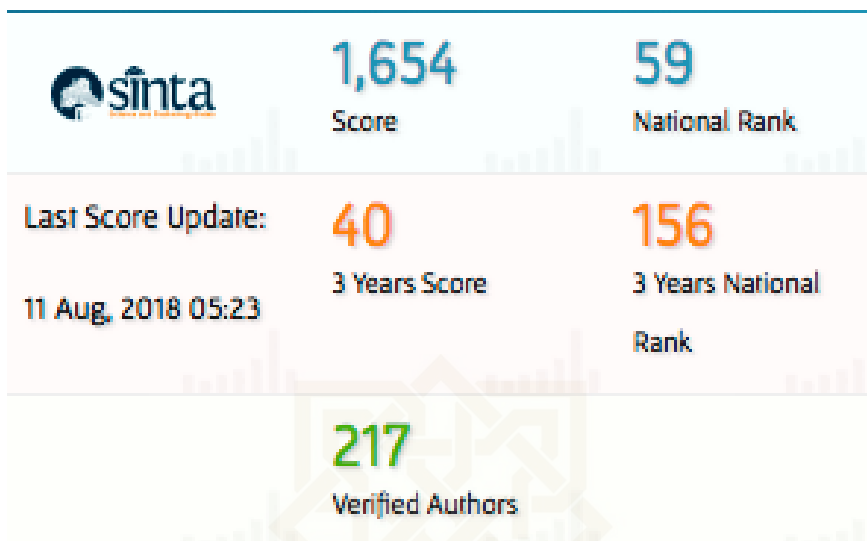 sinta
1,654
Score
59
National Rank
Last Score Update:
11 Aug, 2018 05:23
40
3 Years Score
156
3 Years National
Rank
217
Verified Authors